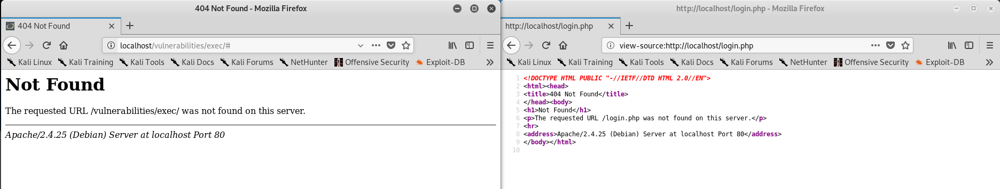 404 Not Found - Mozilla Firefox
404 Not Found
localhost/vulnerabilities/exec/#
Kali Linux Kali Training Kali Tools Kali Docs Kali Forums NetHunter Offensive Security Exploit-DB
Not Found
The requested URL /vulnerabilities/exec/ was not found on this server.
Apache/2.4.25 (Debian) Server at localhost Port 80
http://localhost/login.php - Mozilla Firefox
http://localhost/login.php
view-source:http://localhost/login.php
Kali Linux Kali Training Kali Tools Kali Docs Kali Forums NetHunter Offensive Security Exploit-DB
1 <!DOCTYPE HTML PUBLIC "-//IETF//DTD HTML 2.0//EN">
2 <html><head>
3 <title>404 Not Found</title>
4 </head><body>
5 <h1>Not Found</h1>
6 <p>The requested URL /login.php was not found on this server.</p>
7 <hr>
8 <address>Apache/2.4.25 (Debian) Server at localhost Port 80</address>
9 </body></html>
10